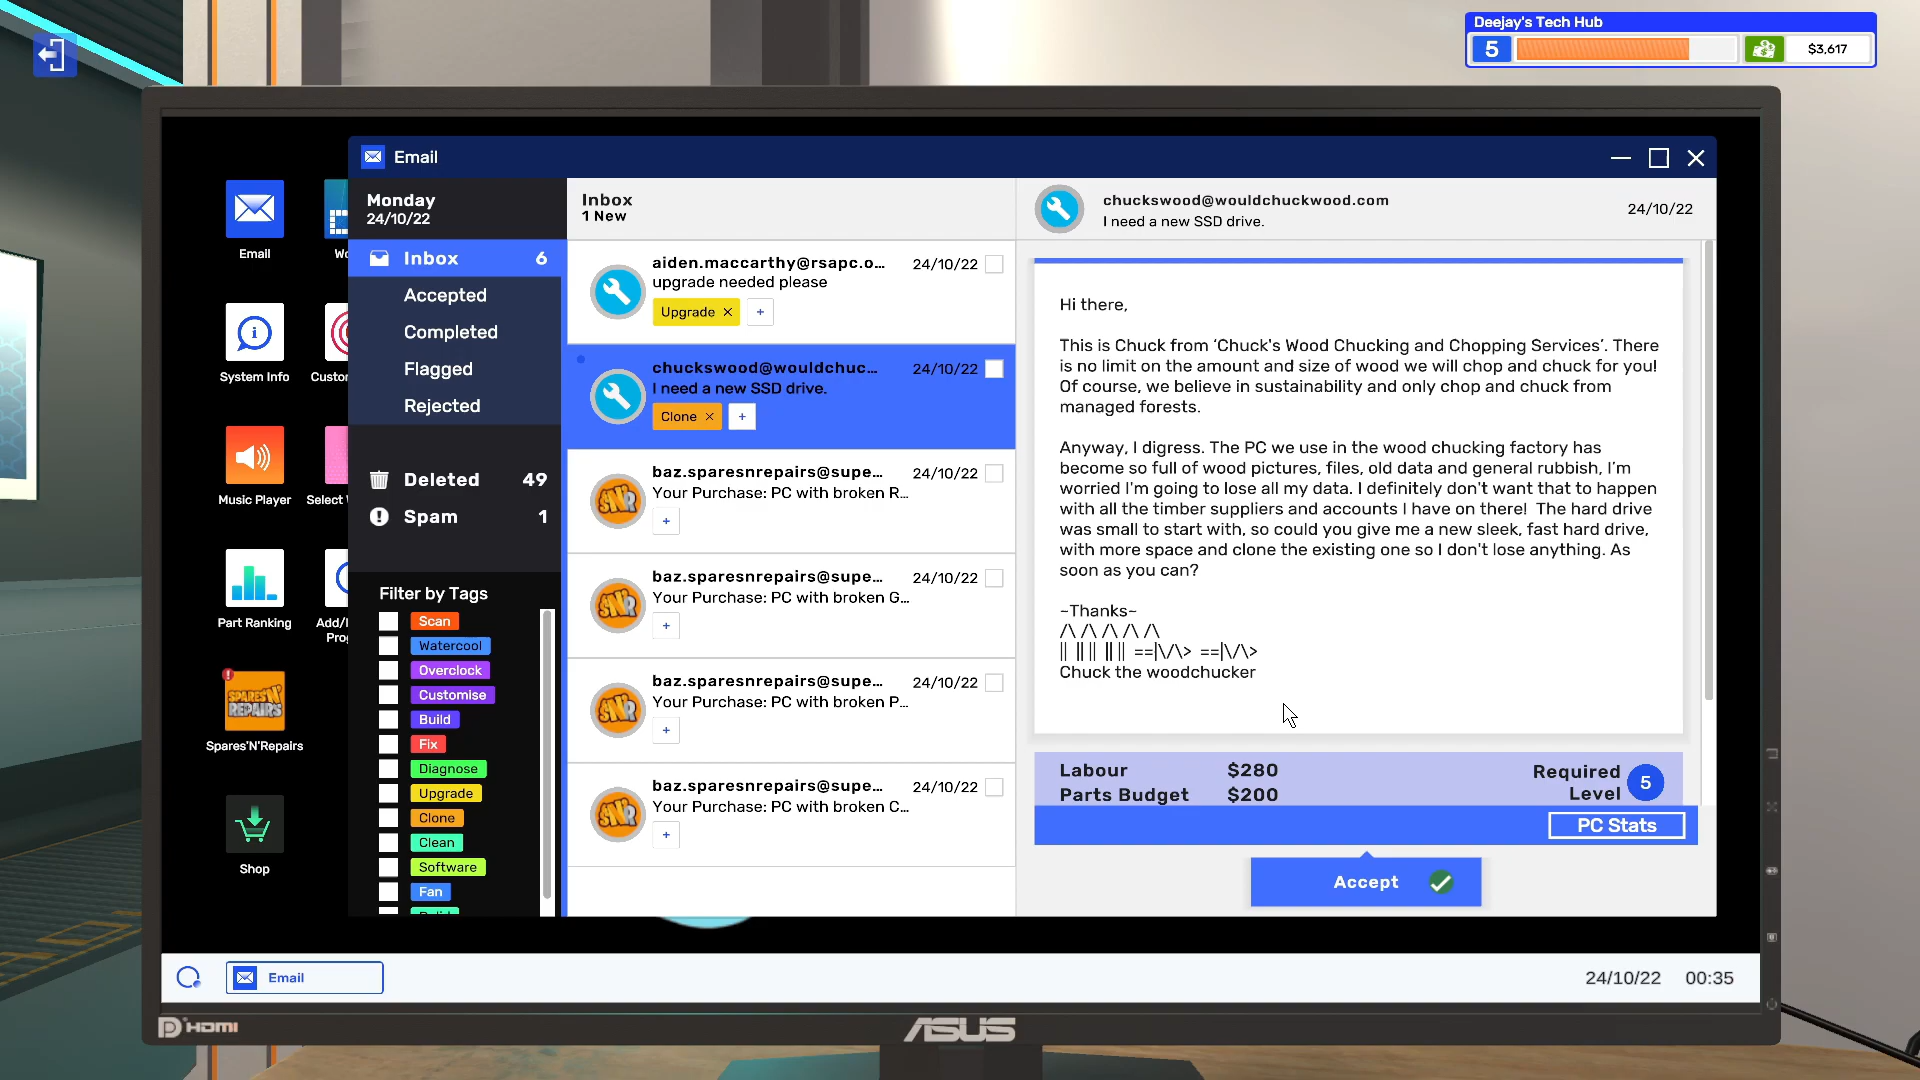 Deejay's Tech Hub
5
$3,617
Email
Monday
24/10/22
Inbox 6
Accepted
Completed
Flagged
Rejected
Deleted 49
Spam 1
Filter by Tags
Scan
Watercool
Overclock
Customise
Build
Fix
Diagnose
Upgrade
Clone
Clean
Software
Fan
Inbox
1 New
aiden.maccarthy@rsapc.o... 24/10/22
upgrade needed please
Upgrade × +
chuckswood@wouldchuc... 24/10/22
I need a new SSD drive.
Clone × +
baz.sparesnrepairs@supe... 24/10/22
Your Purchase: PC with broken R...
+
baz.sparesnrepairs@supe... 24/10/22
Your Purchase: PC with broken G...
+
baz.sparesnrepairs@supe... 24/10/22
Your Purchase: PC with broken P...
+
baz.sparesnrepairs@supe... 24/10/22
Your Purchase: PC with broken C...
+
SNR
SNR
SNR
SNR
chuckswood@wouldchuckwood.com
I need a new SSD drive.
24/10/22
Hi there,
This is Chuck from ‘Chuck's Wood Chucking and Chopping Services’. There
is no limit on the amount and size of wood we will chop and chuck for you!
Of course, we believe in sustainability and only chop and chuck from
managed forests.
Anyway, I digress. The PC we use in the wood chucking factory has
become so full of wood pictures, files, old data and general rubbish, I’m
worried I'm going to lose all my data. I definitely don't want that to happen
with all the timber suppliers and accounts I have on there! The hard drive
was small to start with, so could you give me a new sleek, fast hard drive,
with more space and clone the existing one so I don't lose anything. As
soon as you can?
~Thanks~
/\ /\ /\ /\ /\
|| || || || || ==|\/\> ==|\/\>
Chuck the woodchucker
Labour $280
Parts Budget $200
Required
Level 5
PC Stats
Accept
Email
System Info
Music Player
Part Ranking
SPARES'N' REPAIRS
Spares'N'Repairs
Shop
Wo
Custor
Select
Add/
Prog
Email
24/10/22 00:35
HDMI
ASUS